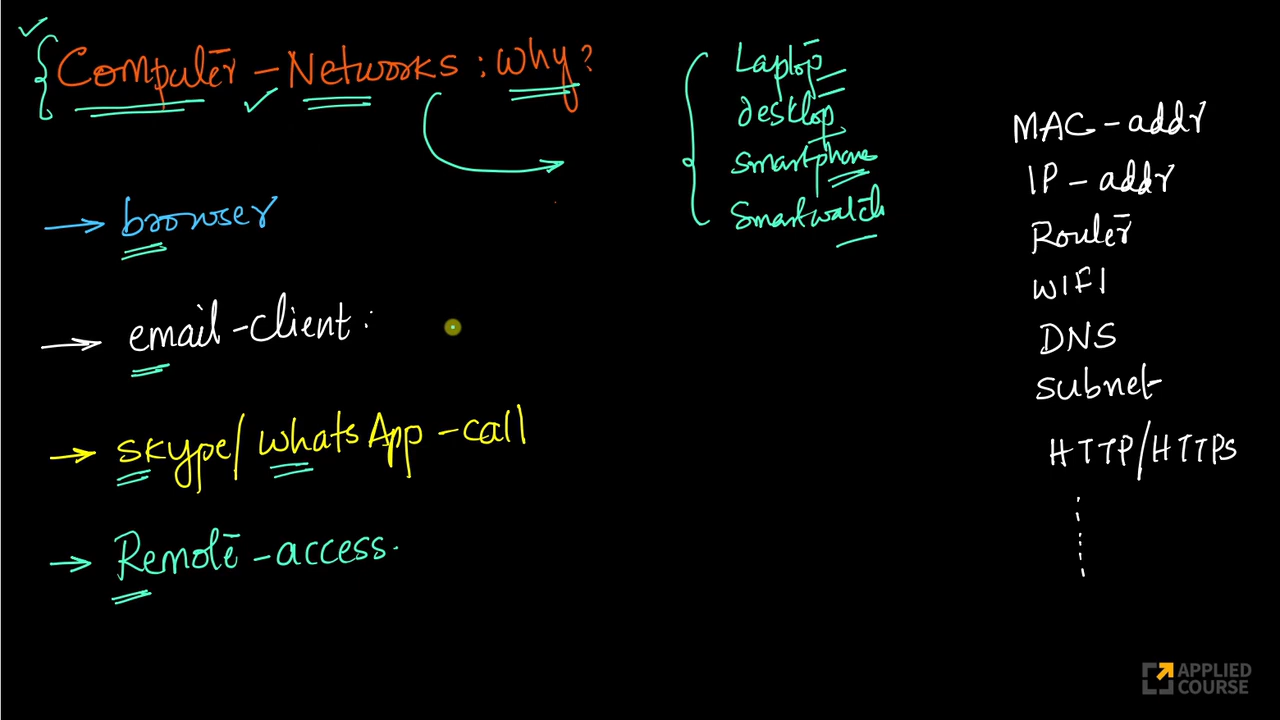 Computer - Networks : why?
→ browser
→ email-client :
→ skype/whatsApp-call
→ Remote-access.
Laptop
desktop
smartphone
smartwatch
MAC-addr
IP-addr
Router
WIFI
DNS
subnet
HTTP/HTTPS
APPLIED
COURSE